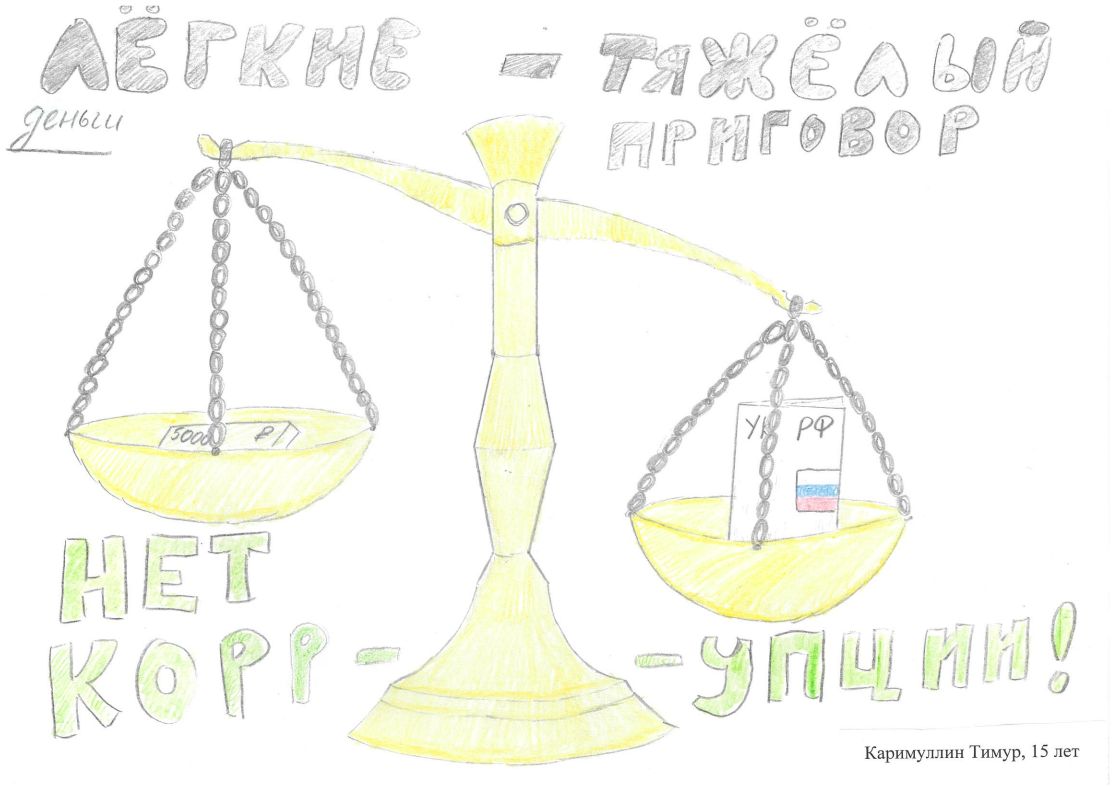 ЛЁГКИЕ - ТЯЖЁЛЫЙ
деньги ПРИГОВОР
5000 ₽
УК РФ
НЕТ
КОРР- -УПЦИИ!
Каримуллин Тимур, 15 лет